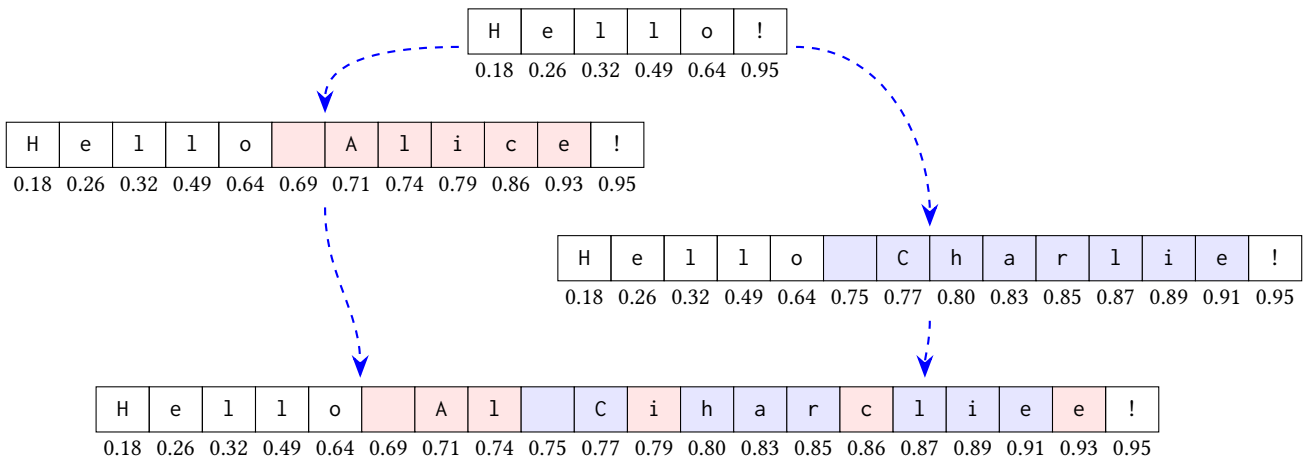 H e l l o !
0.18 0.26 0.32 0.49 0.64 0.95
H e l l o A l i c e !
0.18 0.26 0.32 0.49 0.64 0.69 0.71 0.74 0.79 0.86 0.93 0.95
H e l l o C h a r l i e !
0.18 0.26 0.32 0.49 0.64 0.75 0.77 0.80 0.83 0.85 0.87 0.89 0.91 0.95
H e l l o A l C i h a r c l i e e !
0.18 0.26 0.32 0.49 0.64 0.69 0.71 0.74 0.75 0.77 0.79 0.80 0.83 0.85 0.86 0.87 0.89 0.91 0.93 0.95